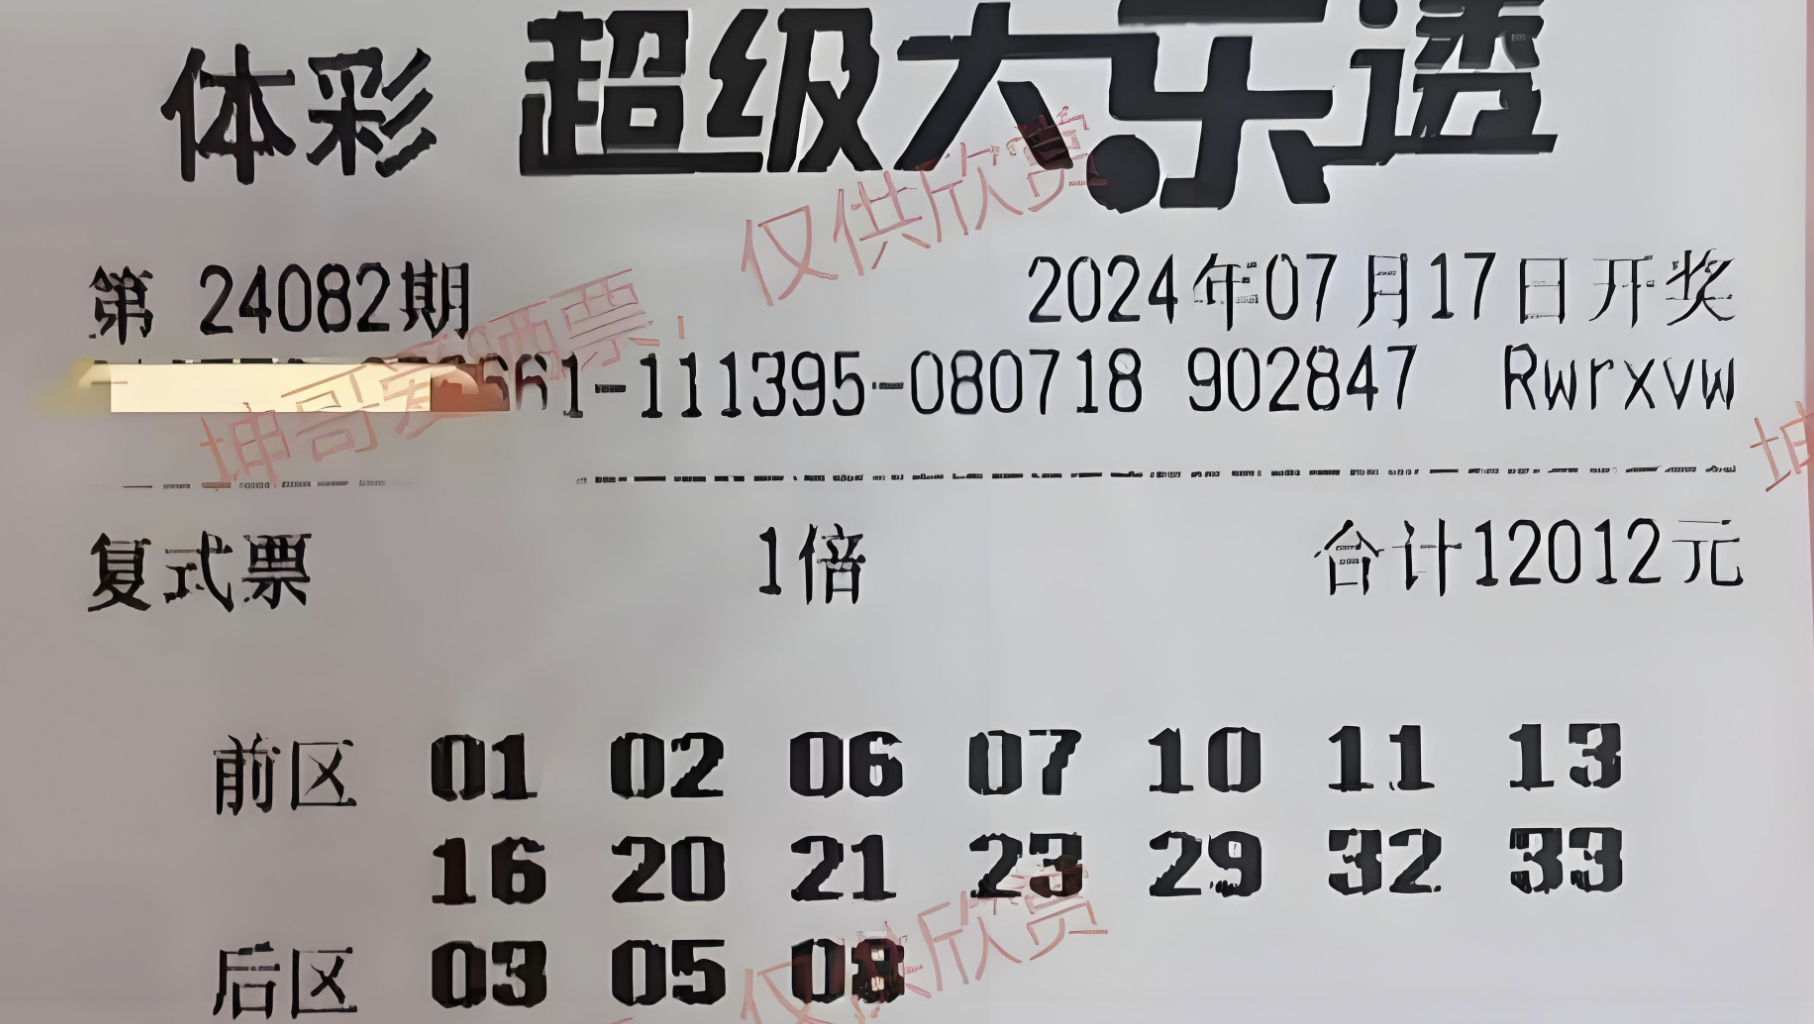 体彩 超级大乐透
仅供欣赏
第 24082期 2024年07月17日开奖
坤哥爱晒票,
661-111395-080718 902847 Rwrxvw
坤
复式票 1倍 合计12012元
前区 01 02 06 07 10 11 13
16 20 21 23 29 32 33
后区 03 05 08
仅供欣赏